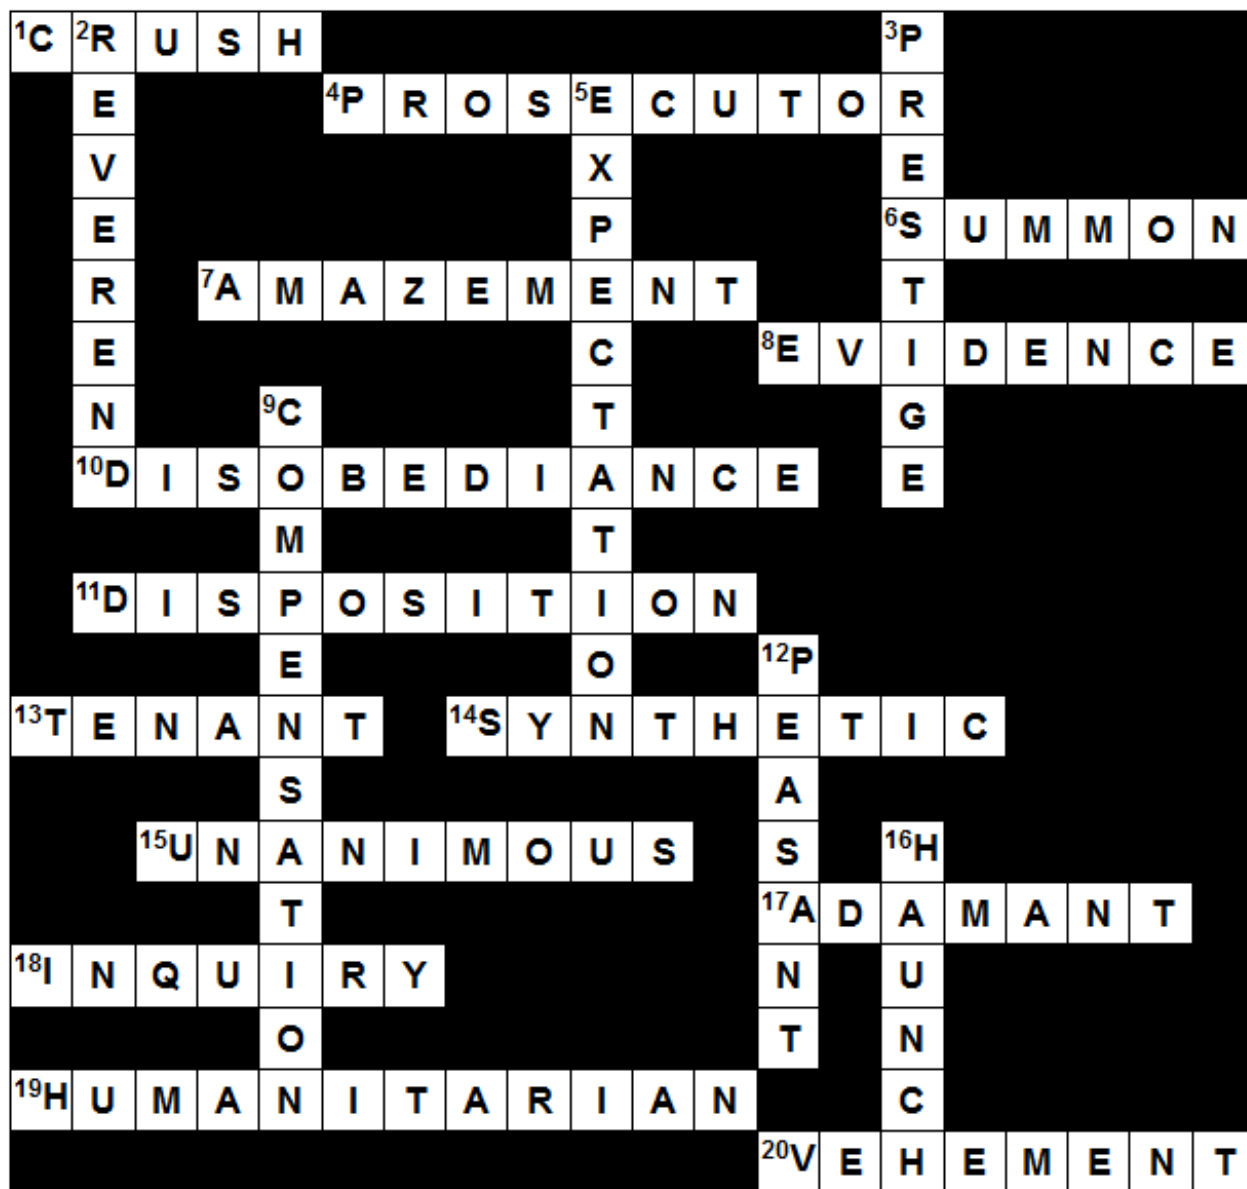 1C 2R U S H 3P
E 4P R O S 5E C U T O R
V X E
E P 6S U M M O N
R 7A M A Z E M E N T T
E C 8E V I D E N C E
N 9C T G
10D I S O B E D I A N C E E
M T
11D I S P O S I T I O N
E O 12P
13T E N A N T 14S Y N T H E T I C
S A
15U N A N I M O U S S 16H
T 17A D A M A N T
18I N Q U I R Y N U
O T N
19H U M A N I T A R I A N C
20V E H E M E N T